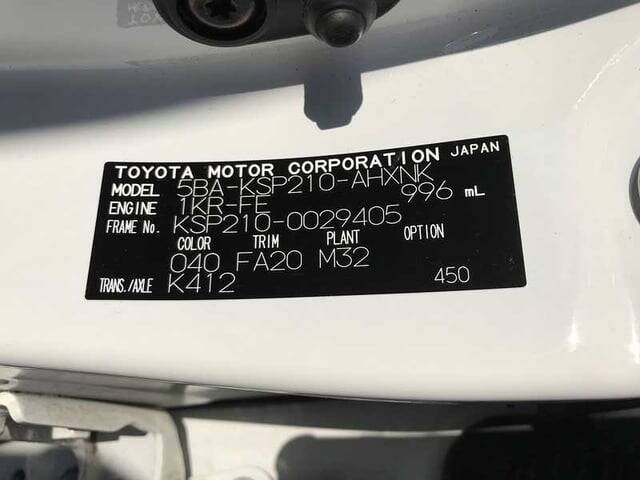 TOYOTA MOTOR CORPORATION JAPAN
MODEL 5BA-KSP210-AHXNK
ENGINE 1KR-FE 996 mL
FRAME No. KSP210-0029405
COLOR TRIM PLANT OPTION
040 FA20 M32
TRANS./AXLE K412 450